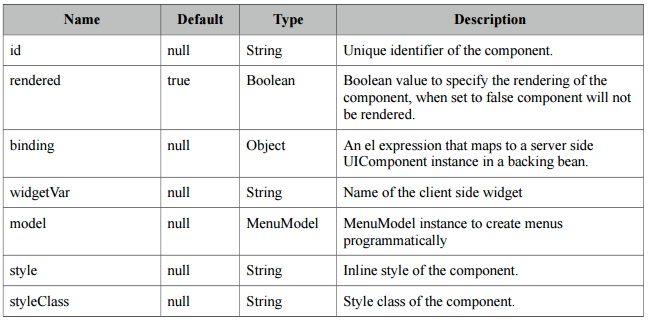 Name Default Type Description
id null String Unique identifier of the component.
rendered true Boolean Boolean value to specify the rendering of the
component, when set to false component will not
be rendered.
binding null Object An el expression that maps to a server side
UIComponent instance in a backing bean.
widgetVar null String Name of the client side widget
model null MenuModel MenuModel instance to create menus
programmatically
style null String Inline style of the component.
styleClass null String Style class of the component.